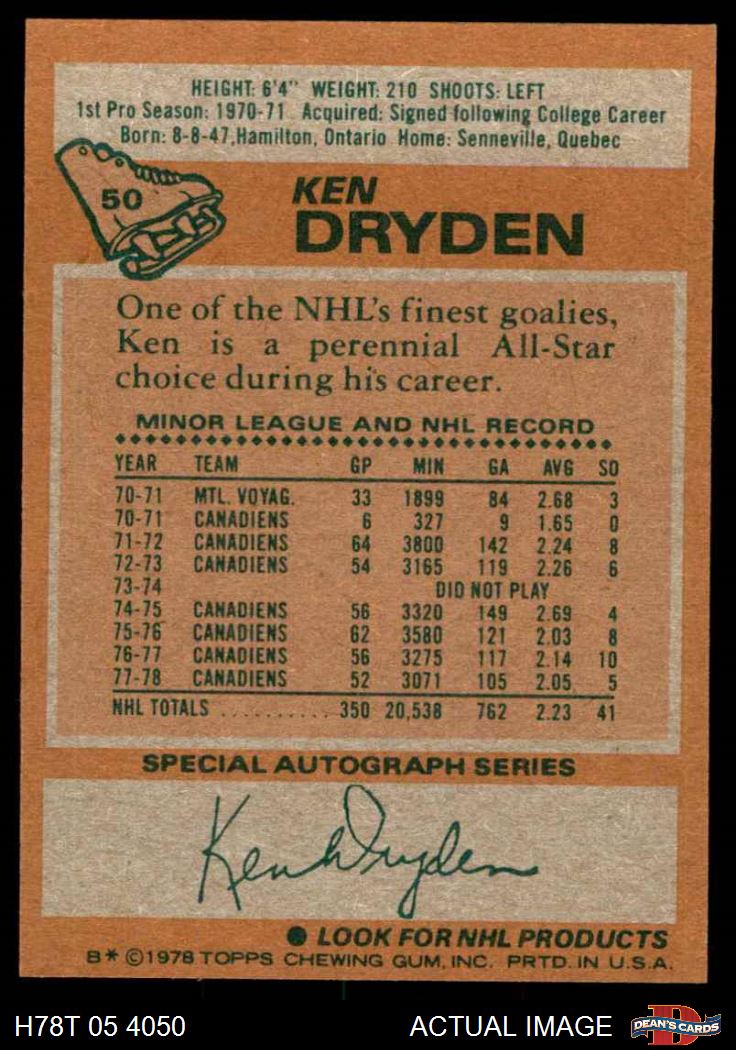 HEIGHT: 6'4" WEIGHT: 210 SHOOTS: LEFT
1st Pro Season: 1970-71 Acquired: Signed following College Career
Born: 8-8-47, Hamilton, Ontario Home: Senneville, Quebec
50
KEN
DRYDEN
One of the NHL's finest goalies,
Ken is a perennial All-Star
choice during his career.
MINOR LEAGUE AND NHL RECORD
YEAR TEAM GP MIN GA AVG SO
70-71 MTL. VOYAG. 33 1899 84 2.68 3
70-71 CANADIENS 6 327 9 1.65 0
71-72 CANADIENS 64 3800 142 2.24 8
72-73 CANADIENS 54 3165 119 2.26 6
73-74 DID NOT PLAY
74-75 CANADIENS 56 3320 149 2.69 4
75-76 CANADIENS 62 3580 121 2.03 8
76-77 CANADIENS 56 3275 117 2.14 10
77-78 CANADIENS 52 3071 105 2.05 5
NHL TOTALS .......... 350 20,538 762 2.23 41
SPECIAL AUTOGRAPH SERIES
Ken Dryden
● LOOK FOR NHL PRODUCTS
B* ©1978 TOPPS CHEWING GUM, INC. PRTD. IN U.S.A.
H78T 05 4050 ACTUAL IMAGE D DEAN'S CARDS